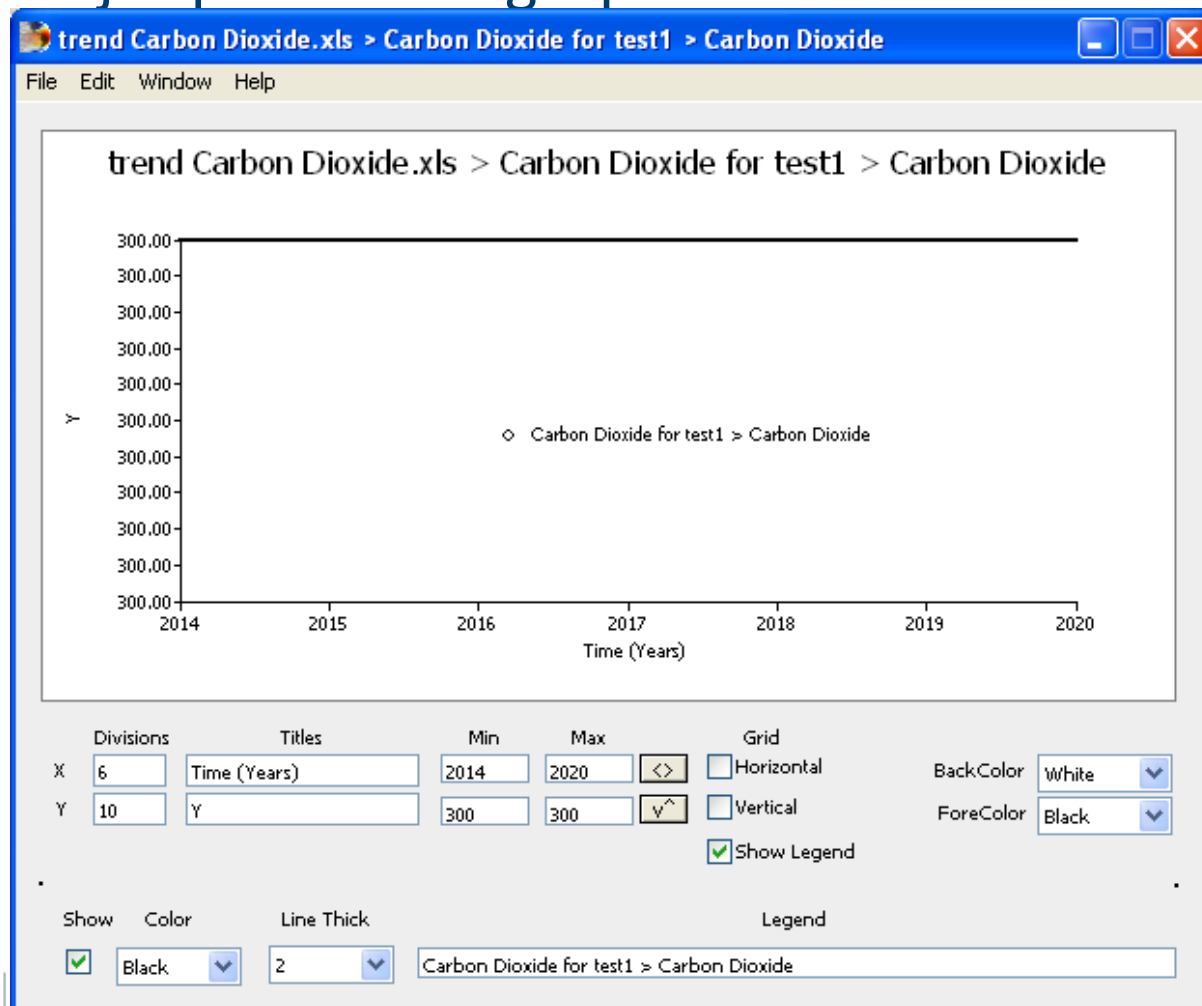 trend Carbon Dioxide.xls > Carbon Dioxide for test1 > Carbon Dioxide
File Edit Window Help
trend Carbon Dioxide.xls > Carbon Dioxide for test1 > Carbon Dioxide
300.00
300.00
300.00
300.00
300.00
Y 300.00
Carbon Dioxide for test1 > Carbon Dioxide
300.00
300.00
300.00
300.00
300.00
2014 2015 2016 2017 2018 2019 2020
Time (Years)
Divisions Titles Min Max Grid
X 6 Time (Years) 2014 2020 <> Horizontal BackColor White
Y 10 Y 300 300 v^ Vertical ForeColor Black
Show Legend
Show Color Line Thick Legend
Black 2 Carbon Dioxide for test1 > Carbon Dioxide